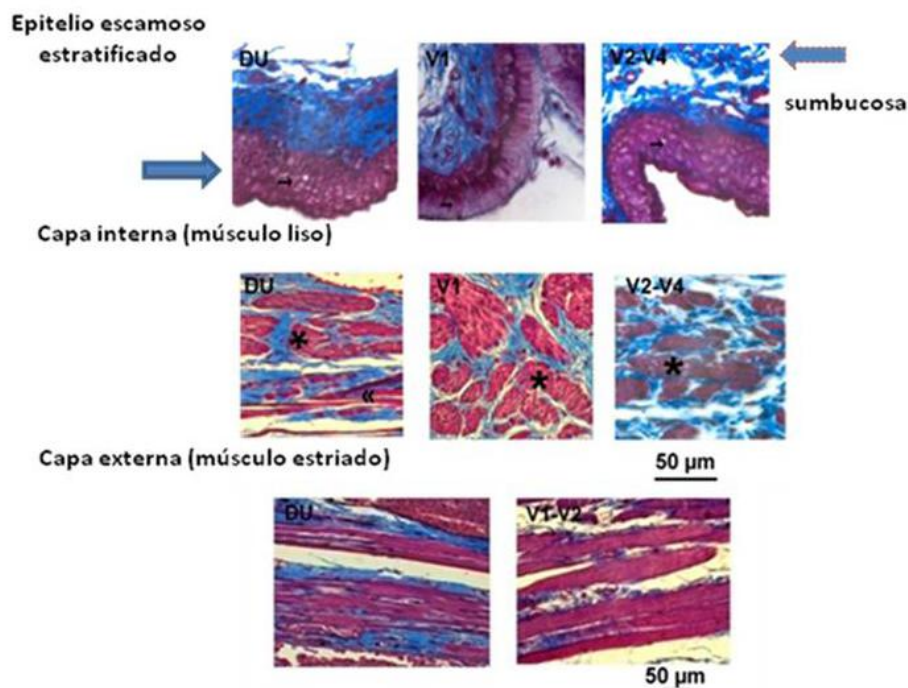 Epitelio escamoso
estratificado
DU
V1
V2-V4
sumbucosa
Capa interna (músculo liso)
DU
V1
V2-V4
*
*
*
«
Capa externa (músculo estriado)
50 µm
DU
V1-V2
50 µm